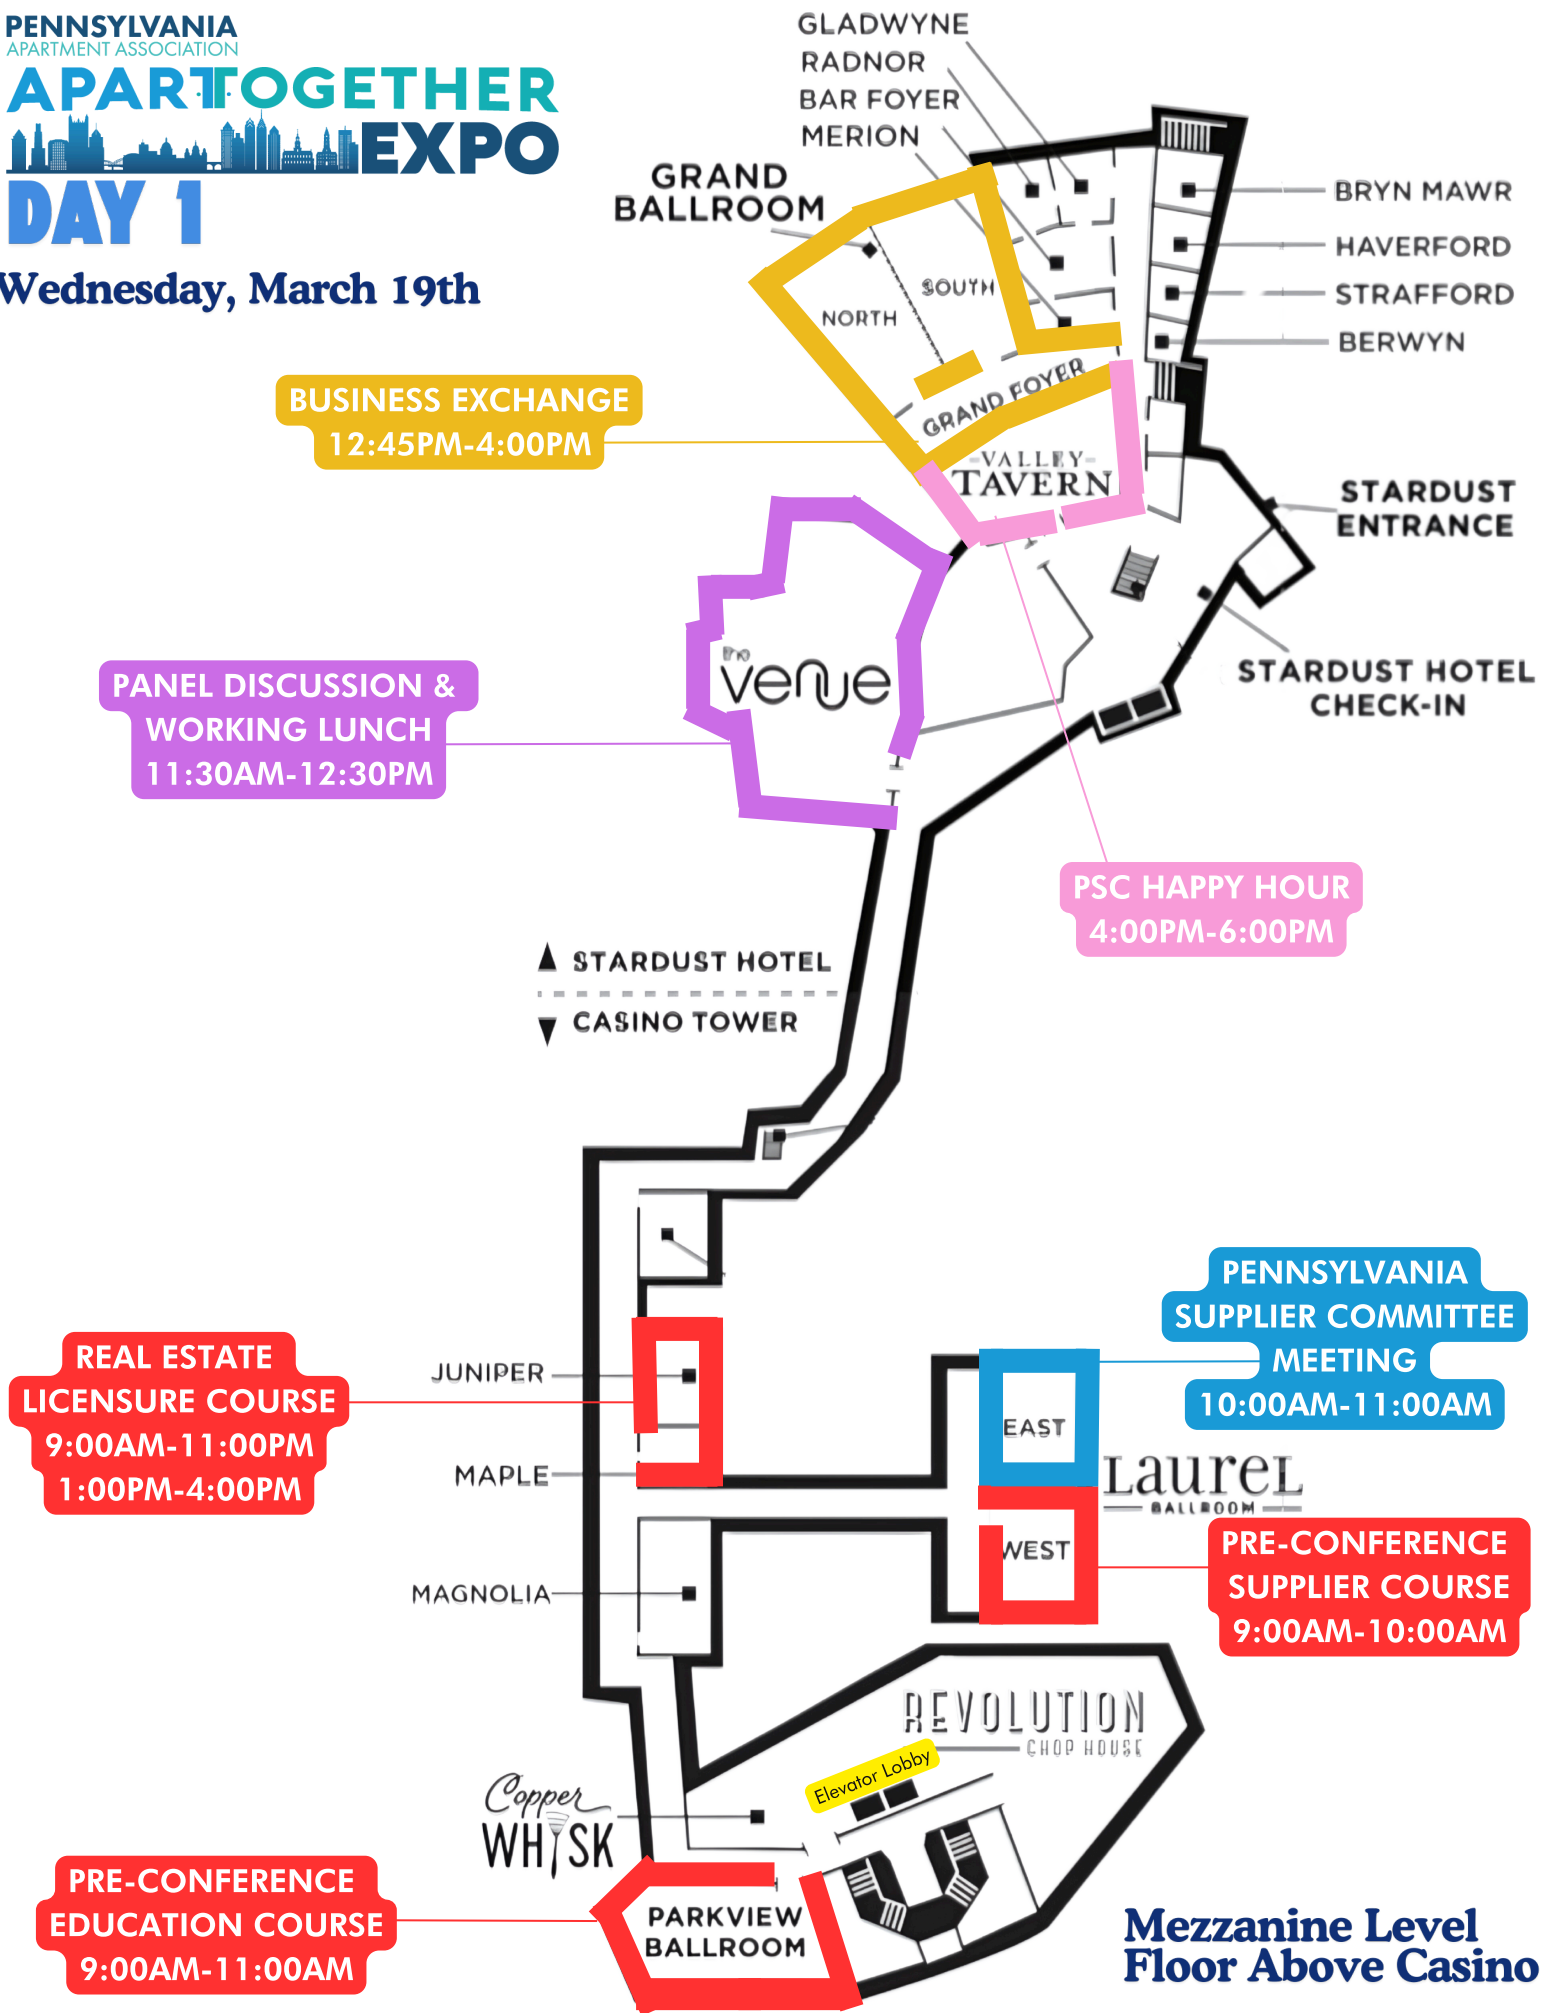 PENNSYLVANIA
APARTMENT ASSOCIATION
APARTTOGETHER
EXPO
DAY 1
Wednesday, March 19th
GLADWYNE
RADNOR
BAR FOYER
MERION
GRAND
BALLROOM
BRYN MAWR
HAVERFORD
STRAFFORD
BERWYN
SOUTH
NORTH
GRAND FOYER
BUSINESS EXCHANGE
12:45PM-4:00PM
VALLEY
TAVERN
STARDUST
ENTRANCE
STARDUST HOTEL
CHECK-IN
the
venue
PANEL DISCUSSION &
WORKING LUNCH
11:30AM-12:30PM
PSC HAPPY HOUR
4:00PM-6:00PM
STARDUST HOTEL
CASINO TOWER
PENNSYLVANIA
SUPPLIER COMMITTEE
MEETING
10:00AM-11:00AM
REAL ESTATE
LICENSURE COURSE
9:00AM-11:00PM
1:00PM-4:00PM
JUNIPER
MAPLE
EAST
LaureL
BALLROOM
WEST
PRE-CONFERENCE
SUPPLIER COURSE
9:00AM-10:00AM
MAGNOLIA
REVOLUTION
CHOP HOUSE
Elevator Lobby
Copper
WHISK
PRE-CONFERENCE
EDUCATION COURSE
9:00AM-11:00AM
PARKVIEW
BALLROOM
Mezzanine Level
Floor Above Casino